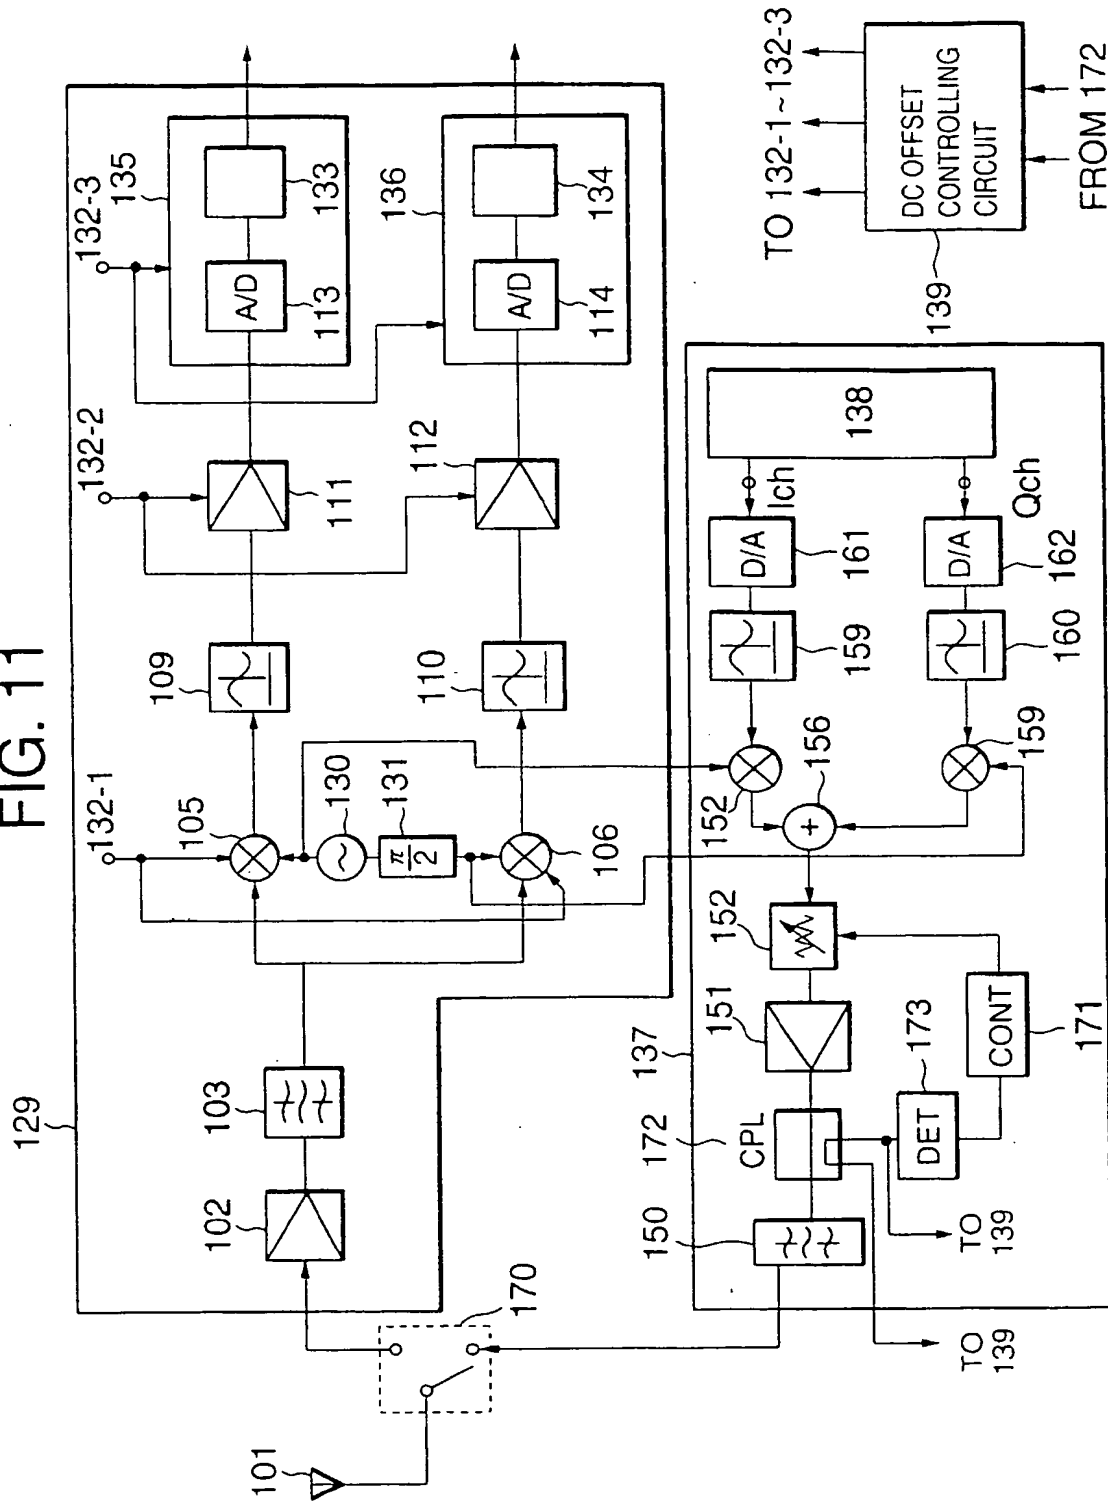 FIG. 11
129
132-1
132-2
132-3
135
105
109
111
A/D
113
133
102
103
130
π/2
131
106
110
112
136
A/D
114
134
101
170
137
150
172
CPL
151
152
152
156
159
D/A
161
Ich
138
159
160
D/A
162
Qch
DET
173
CONT
171
TO 139
TO 139
139
TO 132-1~132-3
DC OFFSET
CONTROLLING
CIRCUIT
FROM 172